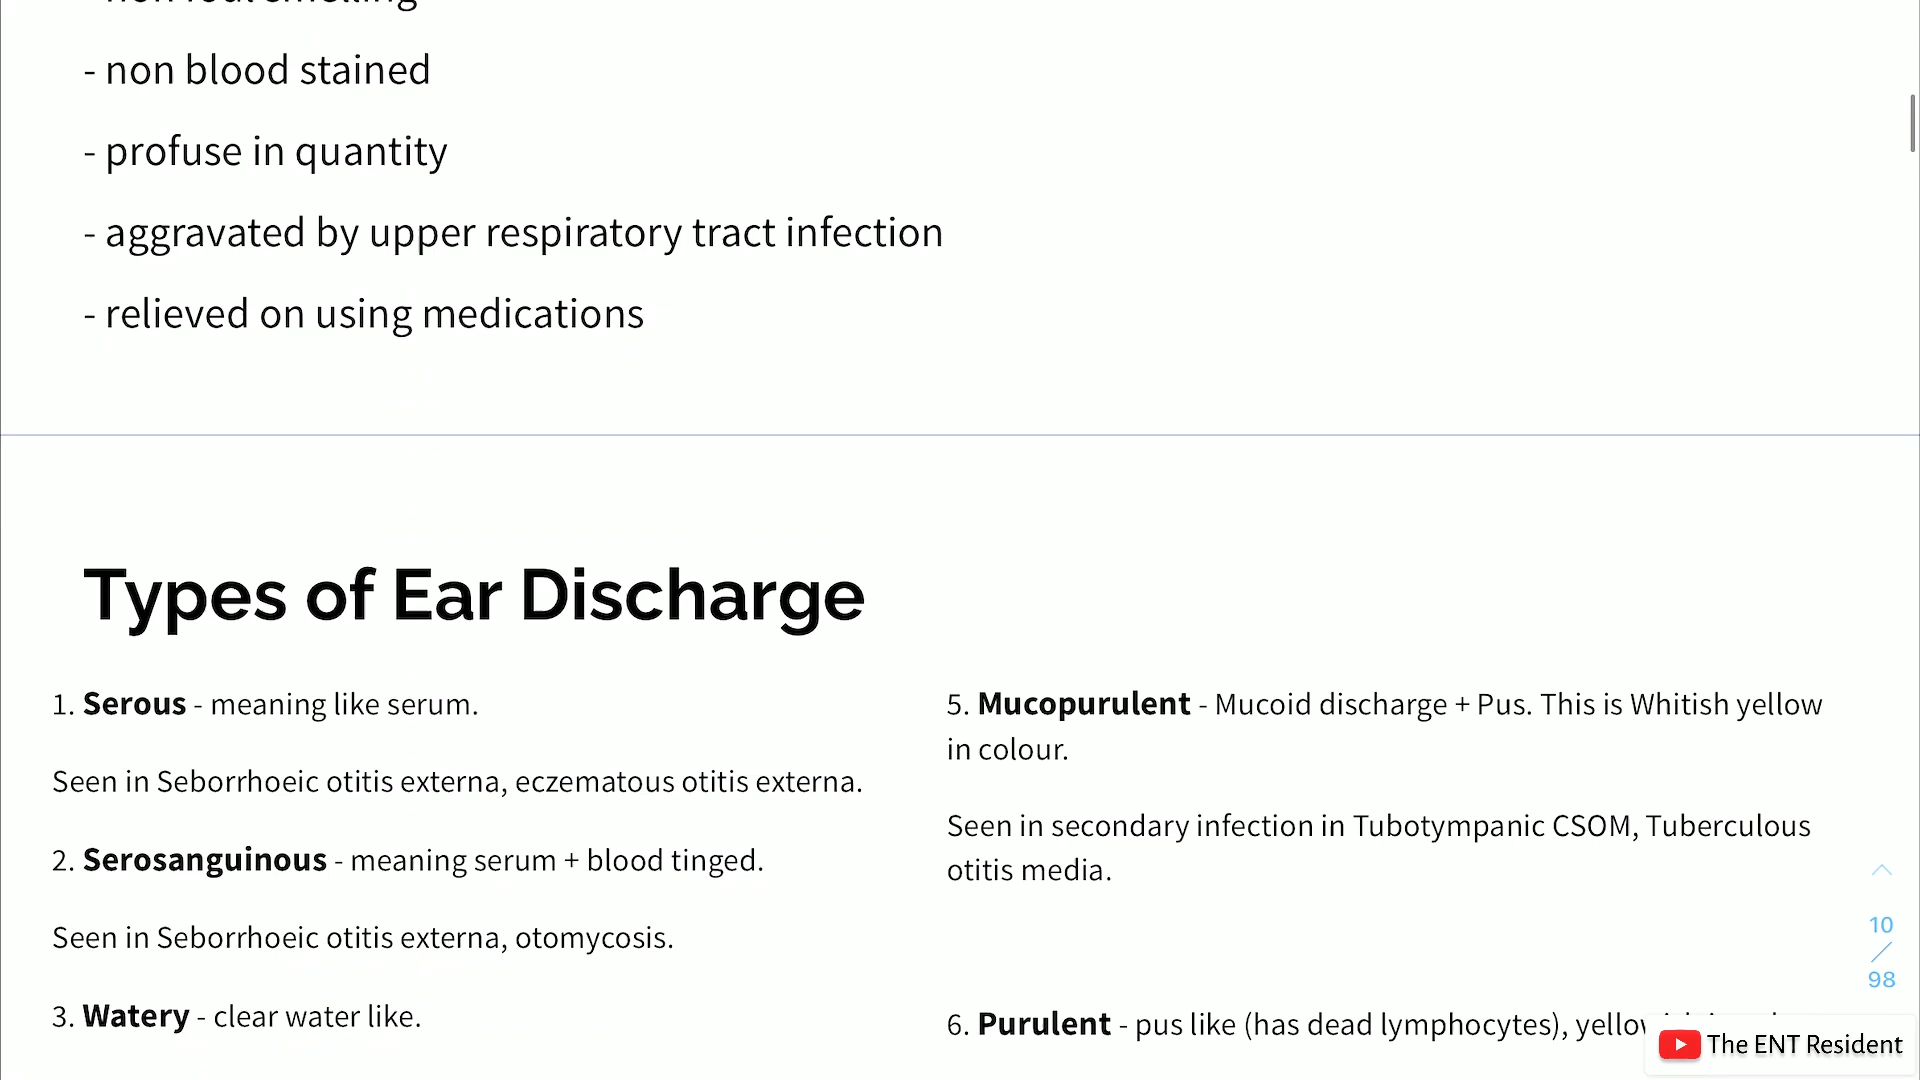 - non blood stained
- profuse in quantity
- aggravated by upper respiratory tract infection
- relieved on using medications
Types of Ear Discharge
1. Serous - meaning like serum.
Seen in Seborrhoeic otitis externa, eczematous otitis externa.
2. Serosanguinous - meaning serum + blood tinged.
Seen in Seborrhoeic otitis externa, otomycosis.
3. Watery - clear water like.
5. Mucopurulent - Mucoid discharge + Pus. This is Whitish yellow
in colour.
Seen in secondary infection in Tubotympanic CSOM, Tuberculous
otitis media.
6. Purulent - pus like (has dead lymphocytes),
10
/
98
The ENT Resident